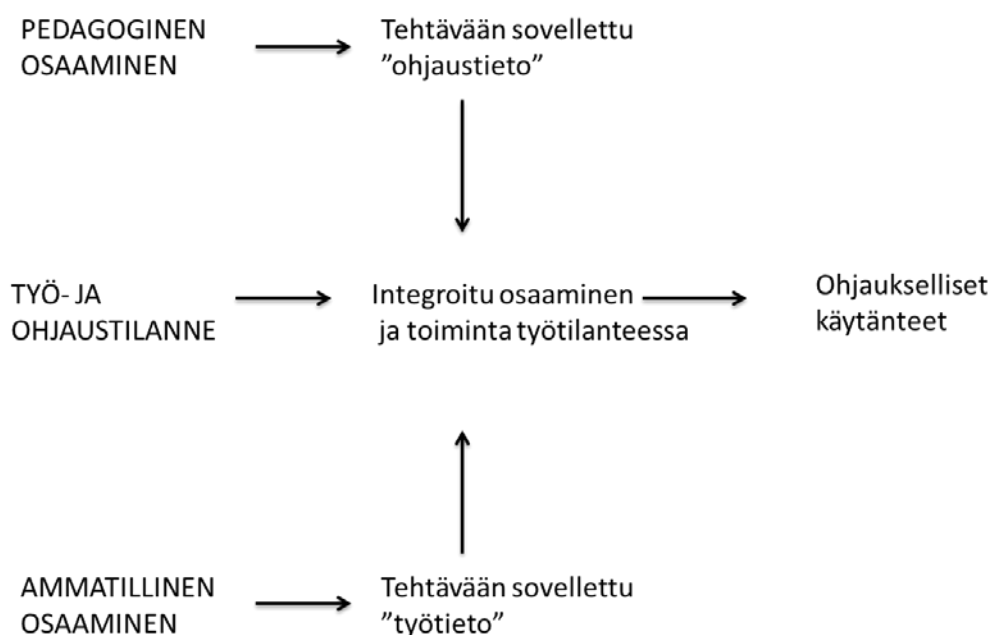 PEDAGOGINEN
OSAAMINEN
Tehtävään sovellettu
”ohjaustieto”
TYÖ- JA
OHJAUSTILANNE
Integroitu osaaminen
ja toiminta työtilanteessa
Ohjaukselliset
käytänteet
AMMATILLINEN
OSAAMINEN
Tehtävään sovellettu
”työtieto”